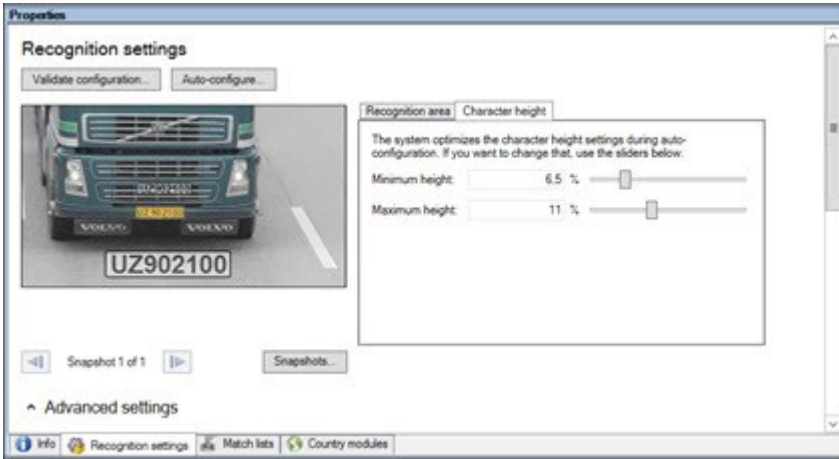 Properties
Recognition settings
Validate configuration...
Auto-configure...
Recognition area
Character height
The system optimizes the character height settings during auto-
configuration. If you want to change that, use the sliders below.
Minimum height:
6,5 %
Maximum height:
11 %
VOLVO
VOLVO
UZ902100
Snapshot 1 of 1
Snapshots...
Advanced settings
Info
Recognition settings
Match lists
Country modules